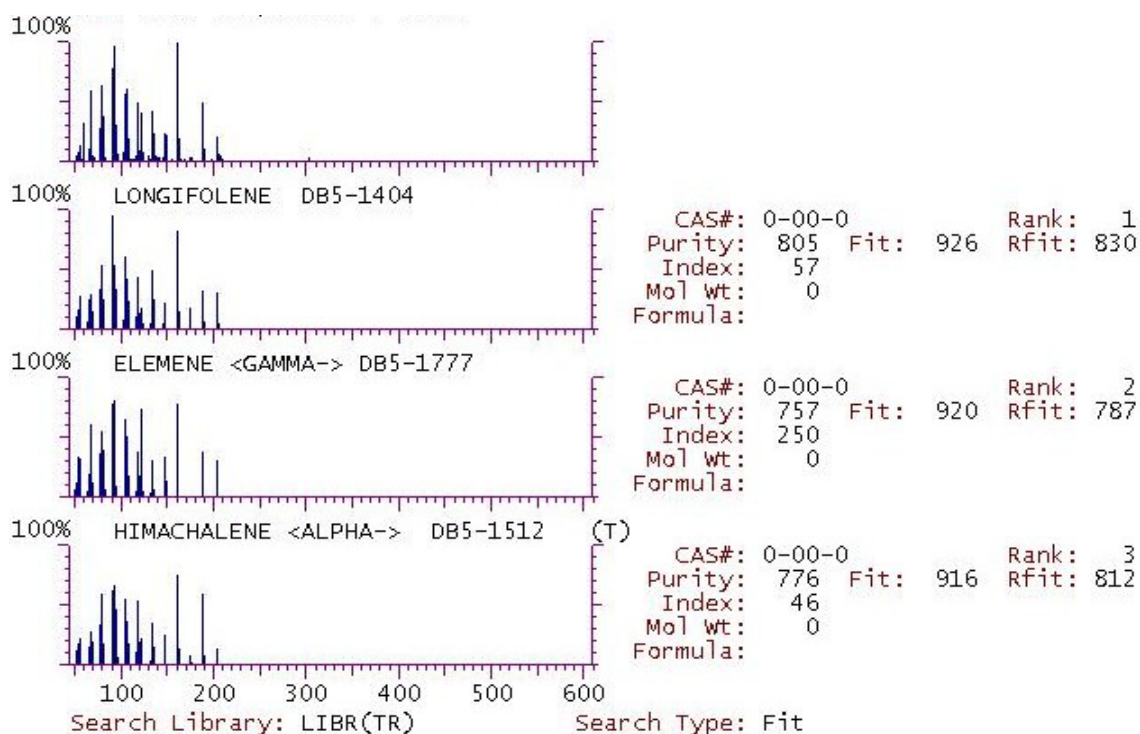 100%
100% LONGIFOLENE DB5-1404
CAS#: 0-00-0 Rank: 1
Purity: 805 Fit: 926 Rfit: 830
Index: 57
Mol Wt: 0
Formula:
100% ELEMENE <GAMMA-> DB5-1777
CAS#: 0-00-0 Rank: 2
Purity: 757 Fit: 920 Rfit: 787
Index: 250
Mol Wt: 0
Formula:
100% HIMACHALENE <ALPHA-> DB5-1512 (T)
CAS#: 0-00-0 Rank: 3
Purity: 776 Fit: 916 Rfit: 812
Index: 46
Mol Wt: 0
Formula:
100 200 300 400 500 600
Search Library: LIBR(TR) Search Type: Fit